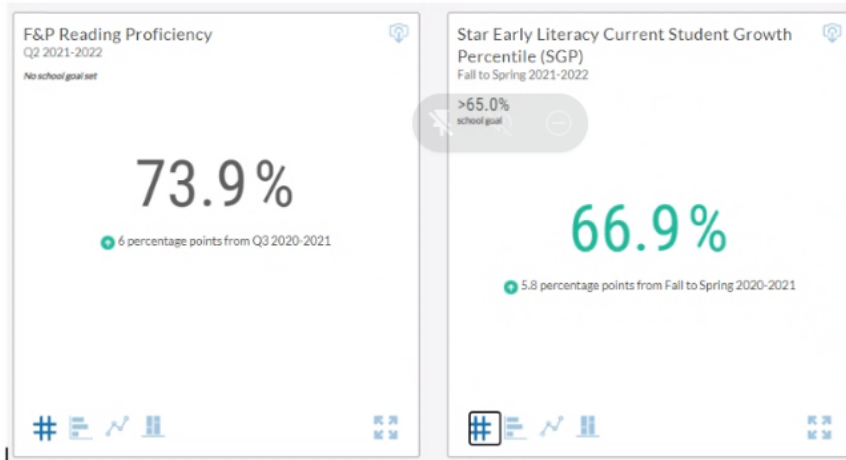 F&P Reading Proficiency
Q2 2021-2022
No school goal set
73.9%
6 percentage points from Q3 2020-2021
Star Early Literacy Current Student Growth
Percentile (SGP)
Fall to Spring 2021-2022
>65.0%
school goal
66.9%
5.8 percentage points from Fall to Spring 2020-2021